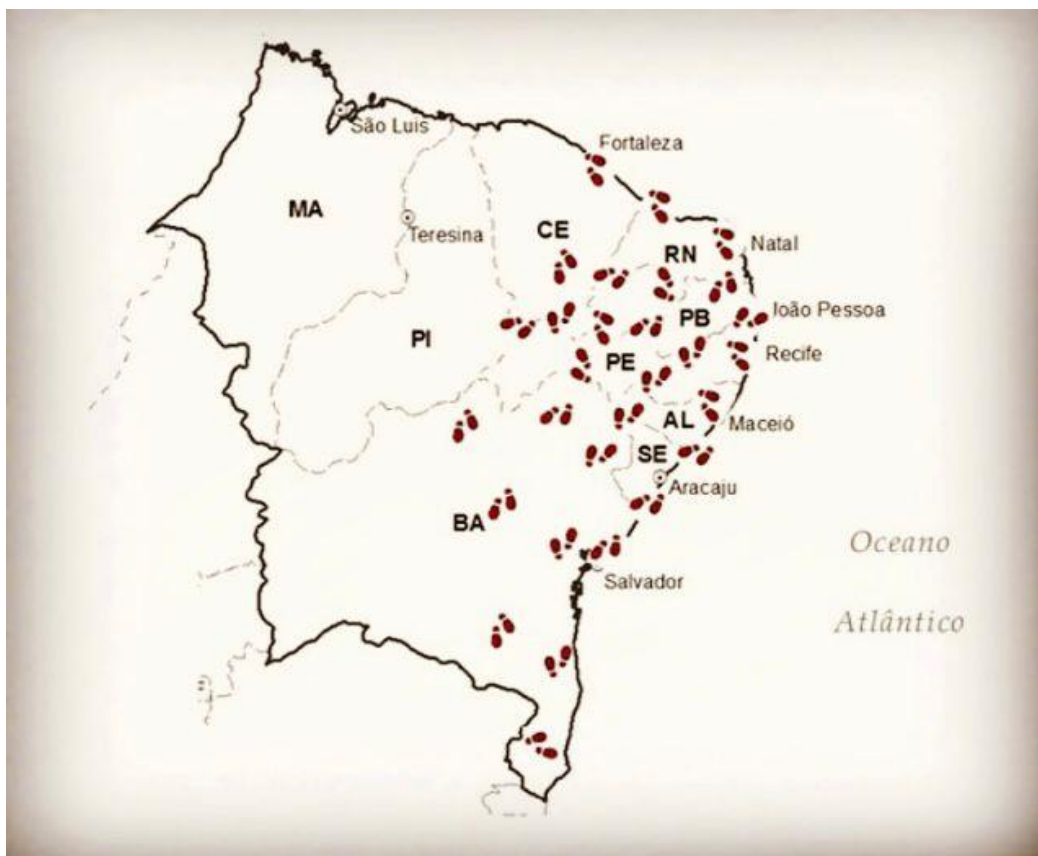 São Luis
Fortaleza
MA
Teresina
CE
RN
Natal
PB
João Pessoa
PI
PE
Recife
AL
Maceió
SE
Aracaju
BA
Oceano
Salvador
Atlântico